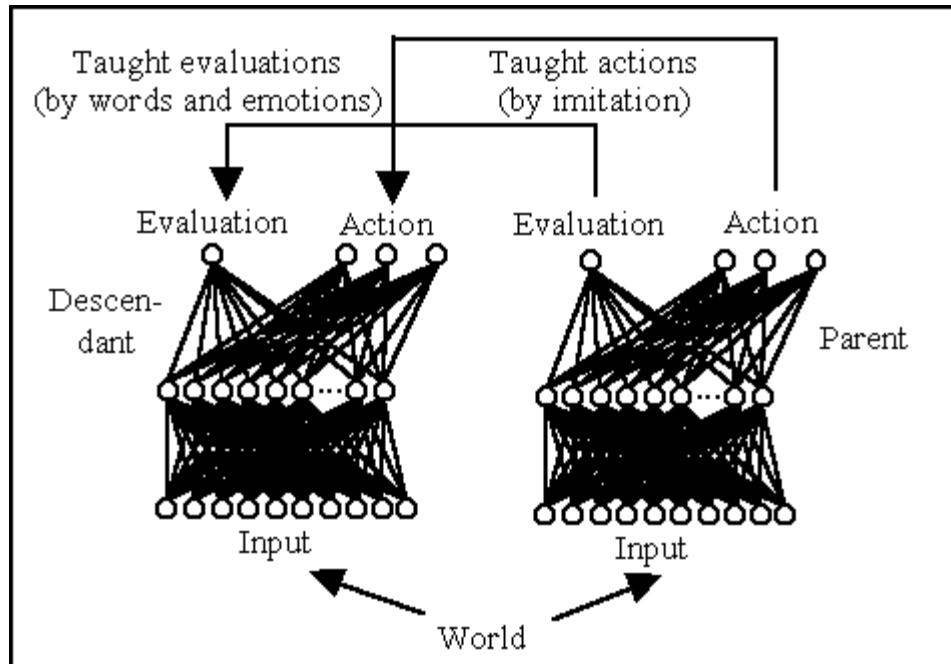 Taught evaluations
(by words and emotions)
Taught actions
(by imitation)
Evaluation
Action
Evaluation
Action
Descen-
dant
Parent
...
...
Input
Input
World